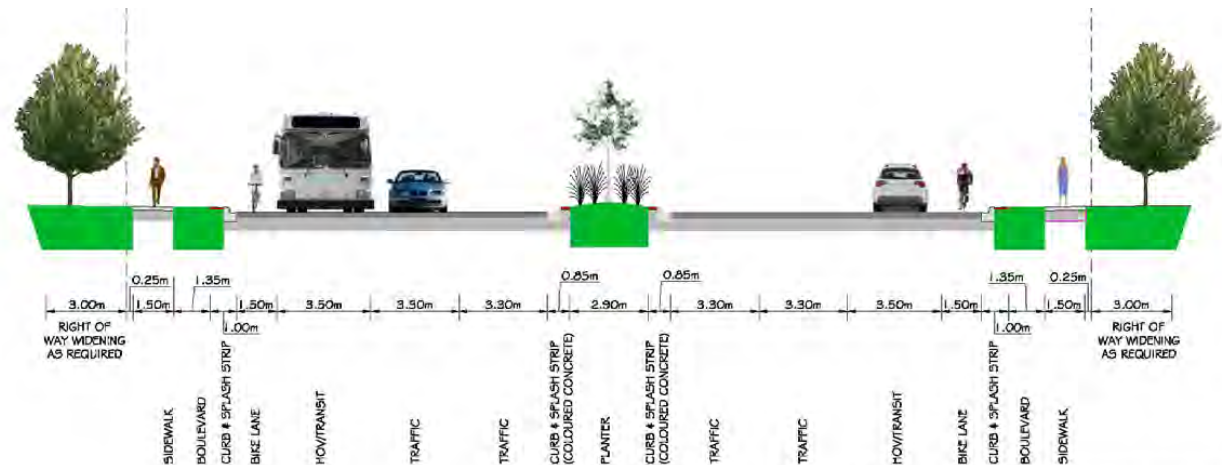 0.25m
1.35m
0.85m
0.85m
1.35m
0.25m
3.00m
1.50m
1.50m
3.50m
3.30m
3.30m
2.90m
3.30m
3.30m
3.50m
1.50m
1.50m
3.00m
1.00m
1.00m
RIGHT OF
WAY WIDENING
AS REQUIRED
RIGHT OF
WAY WIDENING
AS REQUIRED
SIDEWALK
BOULEVARD
CURB & SPLASH STRIP
BIKE LANE
HOV/TRANSIT
TRAFFIC
TRAFFIC
CURB & SPLASH STRIP
(COLOURED CONCRETE)
PLANTER
CURB & SPLASH STRIP
(COLOURED CONCRETE)
TRAFFIC
TRAFFIC
HOV/TRANSIT
BIKE LANE
CURB & SPLASH STRIP
BOULEVARD
SIDEWALK